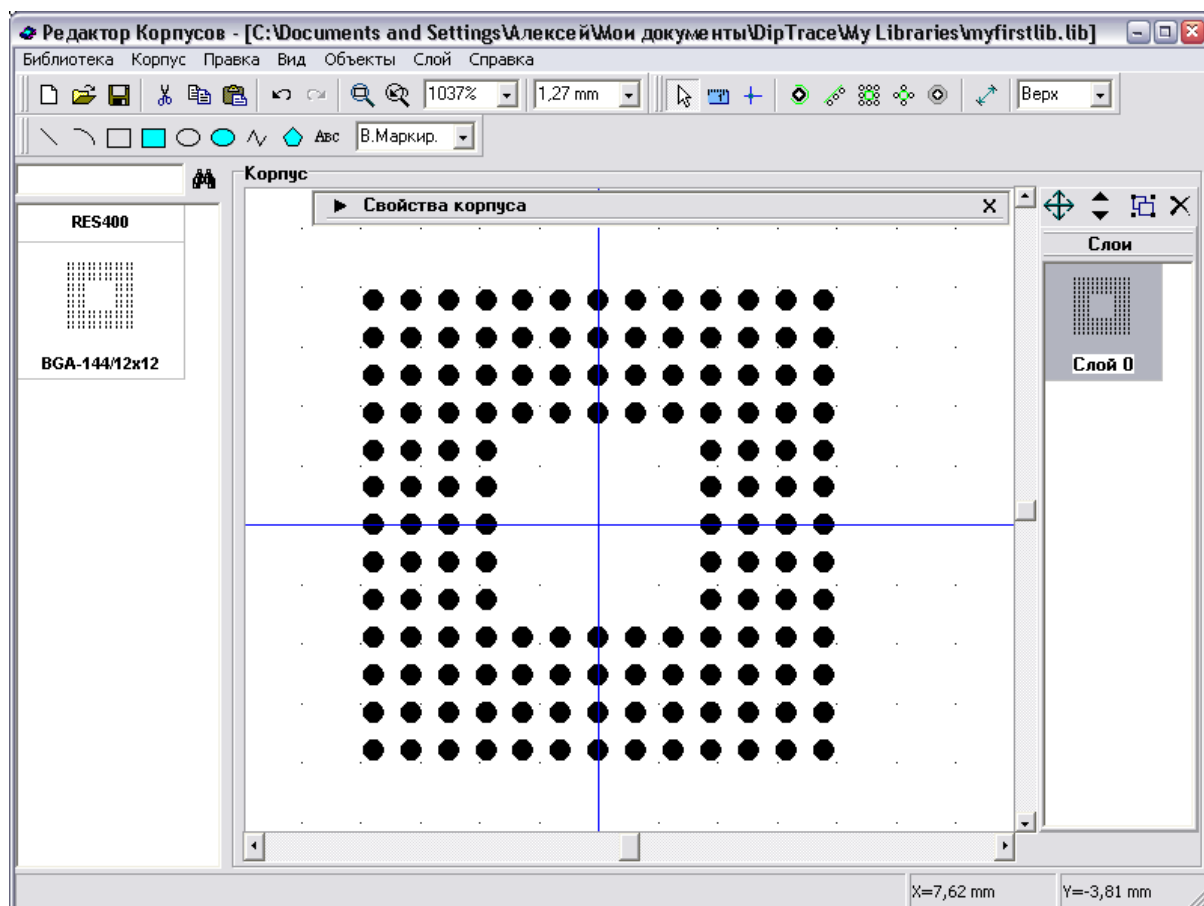 Редактор Корпусов - [C:\Documents and Settings\Алексей\Мои документы\DipTrace\My Libraries\myfirstlib.lib]
Библиотека Корпус Правка Вид Объекты Слой Справка
1037% 1,27 mm Верх
Abc В.Маркир.
Корпус
Свойства корпуса
RES400
Слои
BGA-144/12x12
Слой 0
X=7,62 mm Y=-3,81 mm